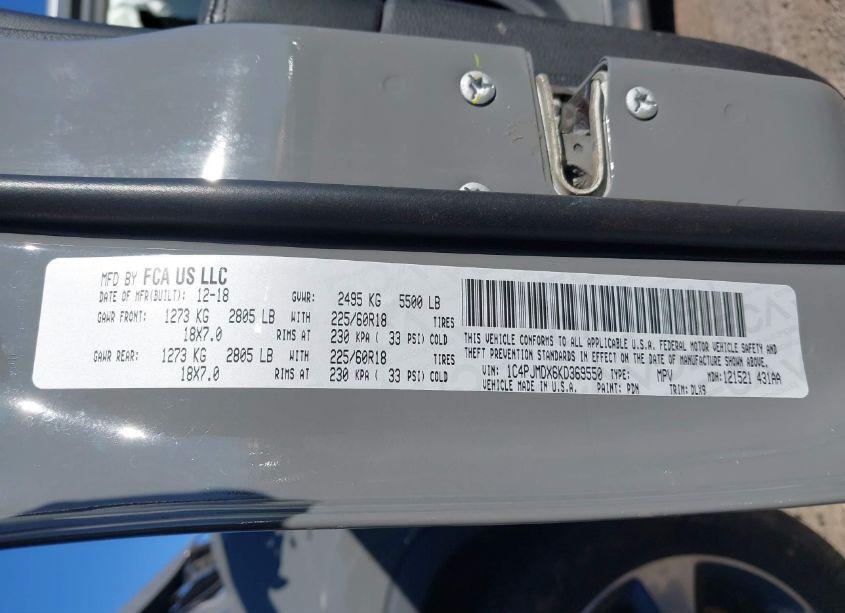 MFD BY FCA US LLC
DATE OF MFR(BUILT): 12-18 GVWR: 2495 KG 5500 LB
GAWR FRONT: 1273 KG 2805 LB WITH 225/60R18 TIRES
18X7.0 RIMS AT 230 KPA ( 33 PSI) COLD
GAWR REAR: 1273 KG 2805 LB WITH 225/60R18 TIRES
18X7.0 RIMS AT 230 KPA ( 33 PSI) COLD
THIS VEHICLE CONFORMS TO ALL APPLICABLE U.S.A. FEDERAL MOTOR VEHICLE SAFETY AND
THEFT PREVENTION STANDARDS IN EFFECT ON THE DATE OF MANUFACTURE SHOWN ABOVE.
VIN: 1C4PJMDX6KD369550 TYPE: MPV MDH:121521 431AA
VEHICLE MADE IN U.S.A. PAINT: PDN TRIM: DLX9